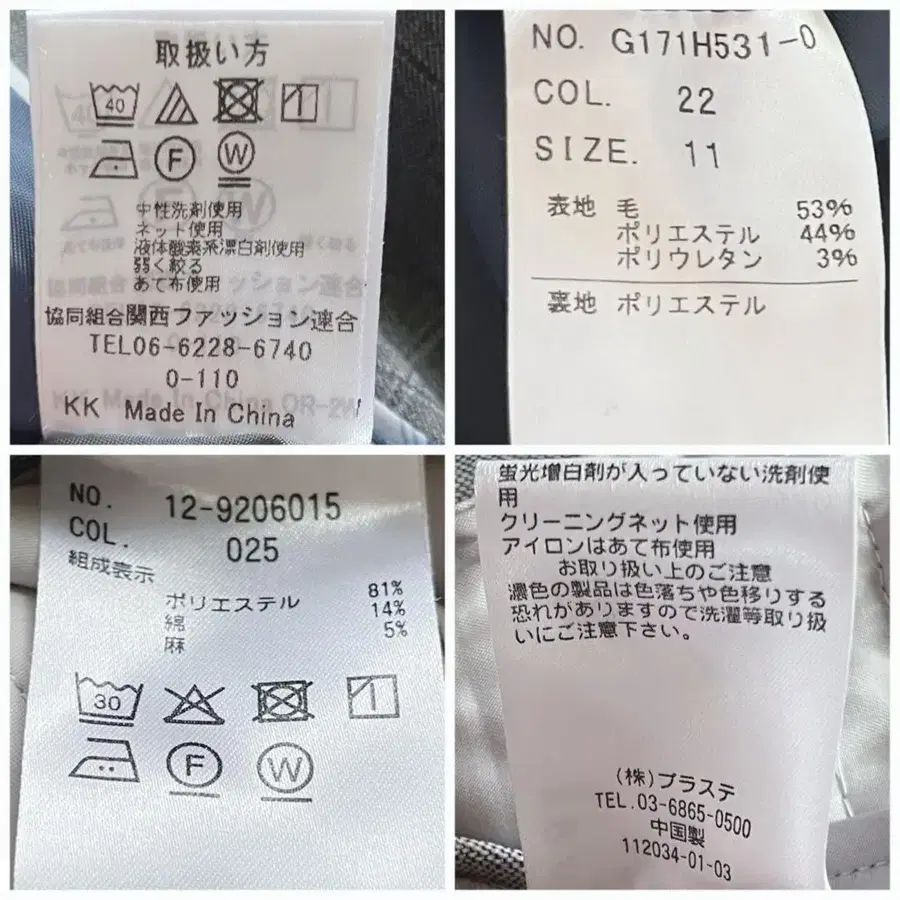 取扱い方
40
F
W
中性洗剤使用
ネット使用
液体酸素系漂白剤使用
弱く絞る
あて布使用
協同組合関西ファッション連合
TEL06-6228-6740
0-110
KK Made In China
NO. G171H531-0
COL. 22
SIZE. 11
表地 毛 53%
ポリエステル 44%
ポリウレタン 3%
裏地 ポリエステル
NO. 12-9206015
COL. 025
組成表示
ポリエステル 81%
綿 14%
麻 5%
30
F
W
蛍光増白剤が入っていない洗剤使
用
クリーニングネット使用
アイロンはあて布使用
お取り扱い上のご注意
濃色の製品は色落ちや色移りする
恐れがありますので洗濯等取り扱
いにご注意下さい。
(株)プラステ
TEL.03-6865-0500
中国製
112034-01-03